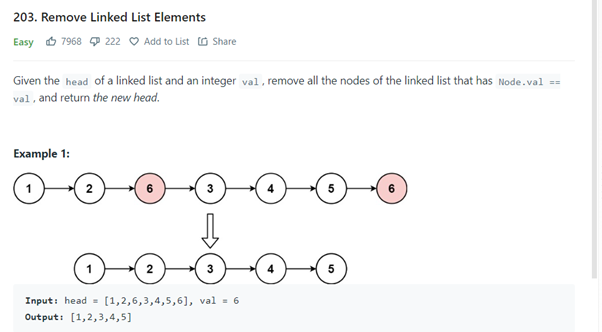 203. Remove Linked List Elements
Easy 7968 222 Add to List Share
Given the head of a linked list and an integer val, remove all the nodes of the linked list that has Node.val ==
val, and return the new head.
Example 1:
1 2 6 3 4 5 6
1 2 3 4 5
Input: head = [1,2,6,3,4,5,6], val = 6
Output: [1,2,3,4,5]